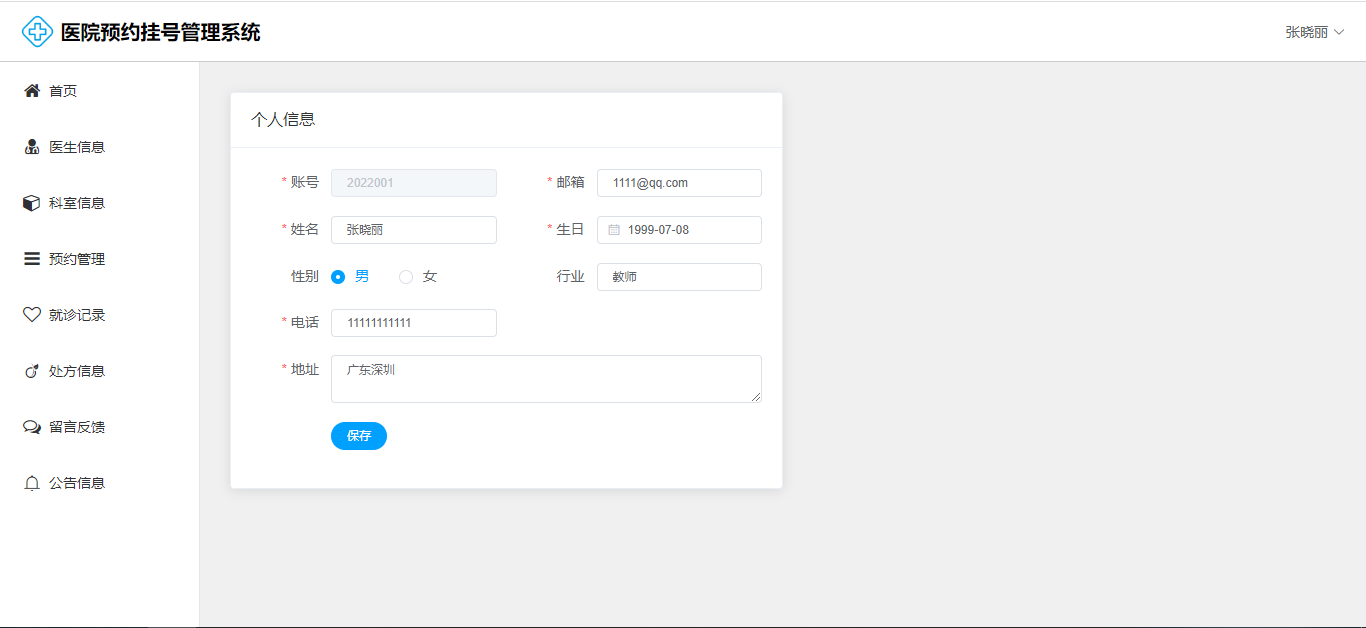 医院预约挂号管理系统
张晓丽
首页
医生信息
科室信息
预约管理
就诊记录
处方信息
留言反馈
公告信息
个人信息
* 账号 2022001 * 邮箱 1111@qq.com
* 姓名 张晓丽 * 生日 1999-07-08
性别 男 女 行业 教师
* 电话 11111111111
* 地址 广东深圳
保存